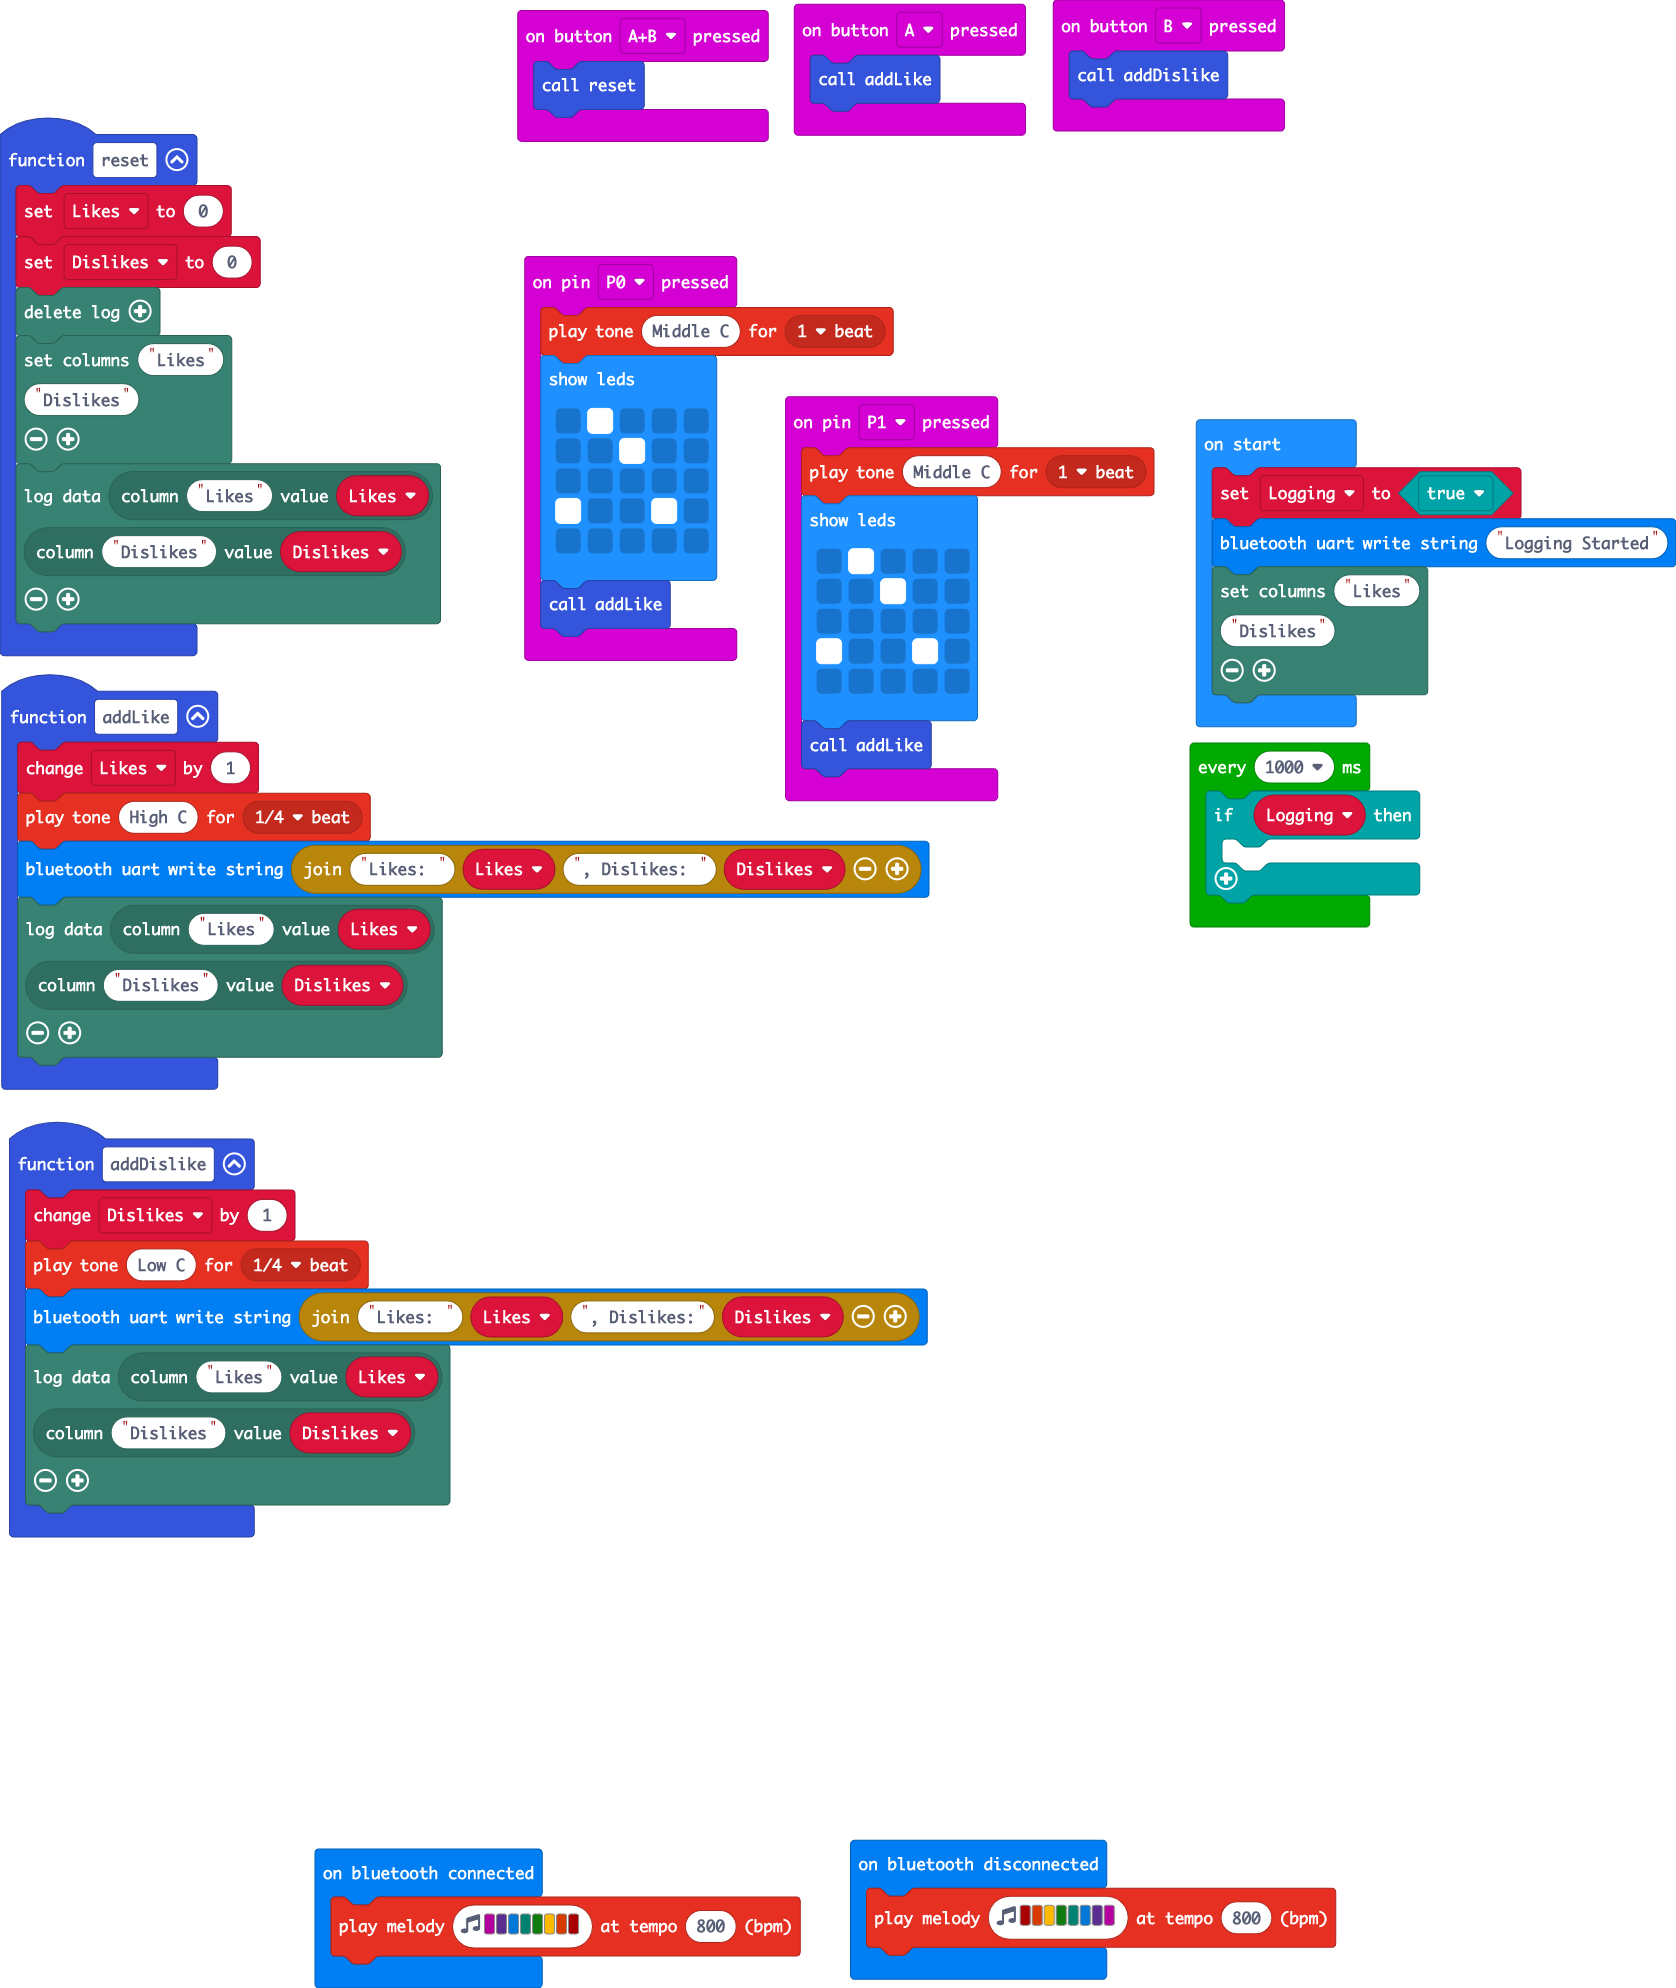 on button A+B pressed
call reset
on button A pressed
call addLike
on button B pressed
call addDislike
function reset
set Likes to 0
set Dislikes to 0
delete log
set columns "Likes"
"Dislikes"
log data column "Likes" value Likes
column "Dislikes" value Dislikes
on pin P0 pressed
play tone Middle C for 1 beat
show leds
call addLike
on pin P1 pressed
play tone Middle C for 1 beat
show leds
call addLike
on start
set Logging to true
bluetooth uart write string "Logging Started"
set columns "Likes"
"Dislikes"
every 1000 ms
if Logging then
function addLike
change Likes by 1
play tone High C for 1/4 beat
bluetooth uart write string join "Likes: " Likes ", Dislikes: " Dislikes
log data column "Likes" value Likes
column "Dislikes" value Dislikes
function addDislike
change Dislikes by 1
play tone Low C for 1/4 beat
bluetooth uart write string join "Likes: " Likes ", Dislikes:" Dislikes
log data column "Likes" value Likes
column "Dislikes" value Dislikes
on bluetooth connected
play melody at tempo 800 (bpm)
on bluetooth disconnected
play melody at tempo 800 (bpm)